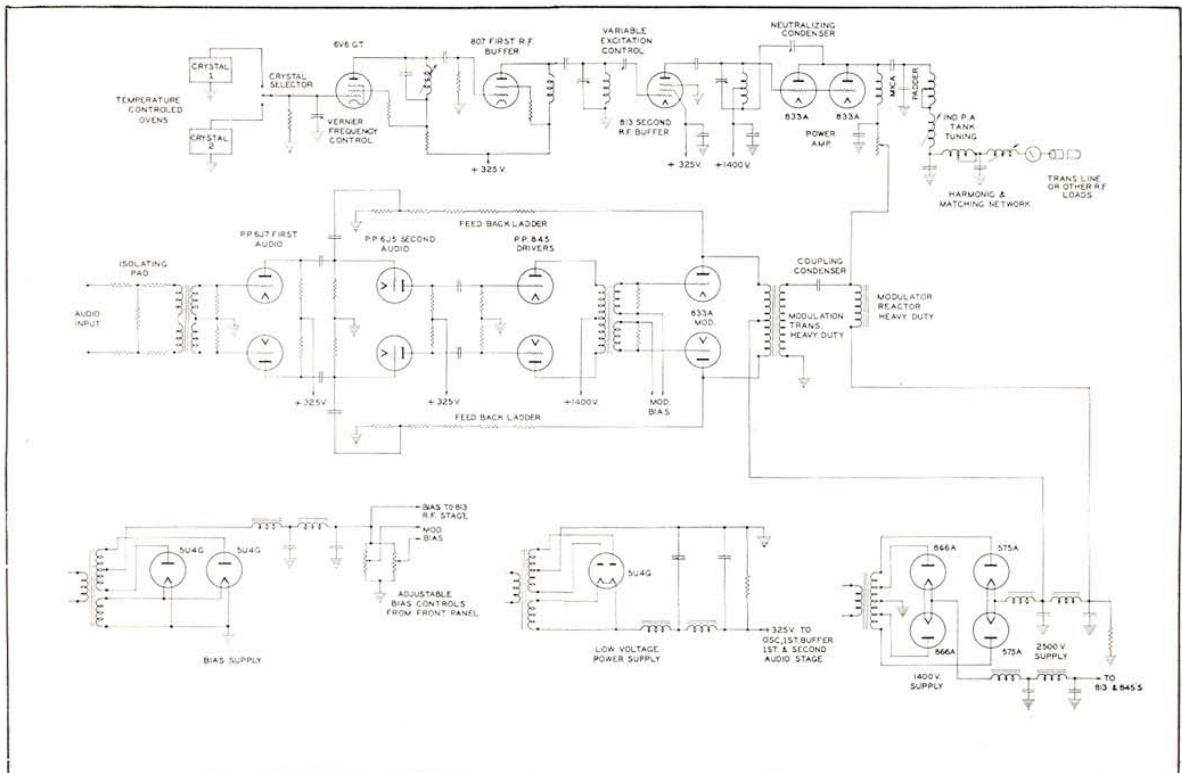 CRYSTAL
1
CRYSTAL
SELECTOR
TEMPERATURE
CONTROLED
OVENS
CRYSTAL
2
6V6 GT.
VERNIER
FREQUENCY
CONTROL
807 FIRST R.F.
BUFFER
+ 325 V.
VARIABLE
EXCITATION
CONTROL
813 SECOND
R.F. BUFFER
+ 325V.
+1400V.
NEUTRALIZING
CONDENSER
833A
833A
POWER
AMP.
MICA
PADDER
IND P.A.
TANK
TUNING
HARMONIC &
MATCHING NETWORK
TRANS. LINE
OR OTHER R.F
LOADS
FEED BACK LADDER
ISOLATING
PAD
AUDIO
INPUT
P.P. 6J7 FIRST
AUDIO
+ 325V
P.P. 6J5 SECOND
AUDIO
+ 325V.
P.P. 845
DRIVERS
+1400V.
MOD.
BIAS
833A
MOD.
FEED BACK LADDER
COUPLING
CONDENSER
MODULATION
TRANS.
HEAVY DUTY
MODULATOR
REACTOR
HEAVY DUTY
5U4G
5U4G
BIAS TO 813
R.F. STAGE
MOD
BIAS
ADJUSTABLE
BIAS CONTROLS
FROM FRONT PANEL
BIAS SUPPLY
5U4G
LOW VOLTAGE
POWER SUPPLY
+325V. TO
OSC, 1ST. BUFFER
1ST. & SECOND
AUDIO STAGE
866A
575A
866A
575A
1400 V.
SUPPLY
2500 V.
SUPPLY
TO
813 & 845'S